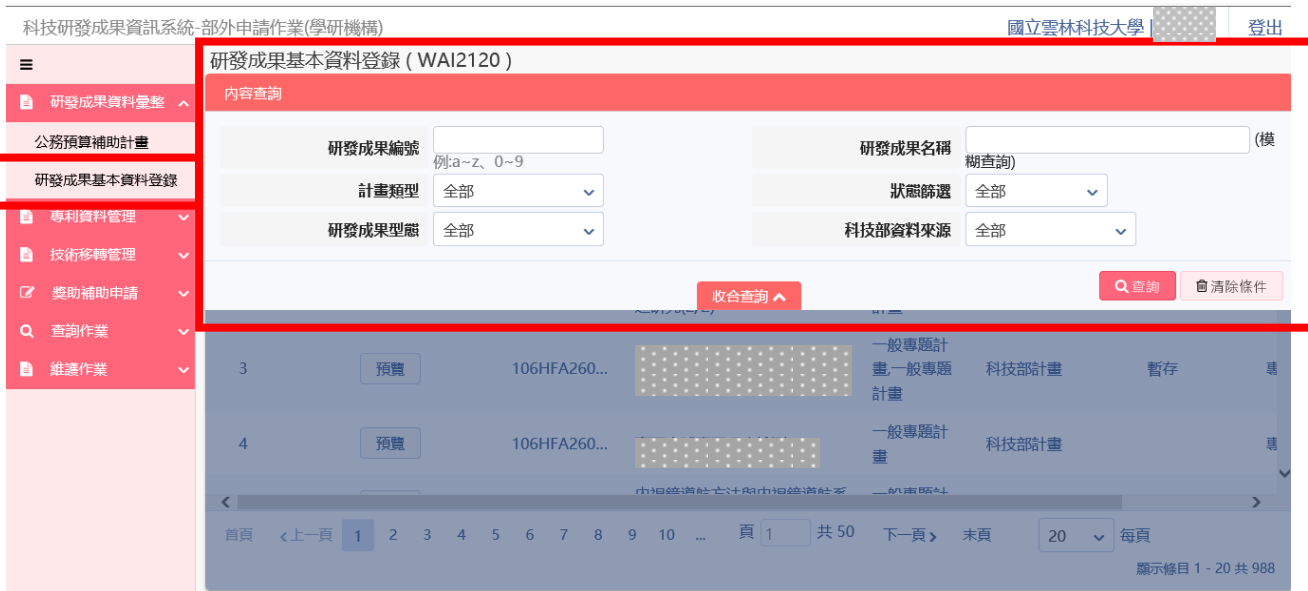 科技研發成果資訊系統-部外申請作業(學研機構)
國立雲林科技大學 |
登出
研發成果資料彙整
公務預算補助計畫
研發成果基本資料登錄
專利資料管理
技術移轉管理
獎助補助申請
查詢作業
維護作業
研發成果基本資料登錄 ( WAI2120 )
內容查詢
研發成果編號
例:a~z、0~9
研發成果名稱
(模
糊查詢)
計畫類型 全部
狀態篩選 全部
研發成果型態 全部
科技部資料來源 全部
收合查詢
查詢
清除條件
3 預覽 106HFA260... 一般專題計
畫,一般專題
計畫
科技部計畫 暫存
4 預覽 106HFA260... 一般專題計
畫
科技部計畫
首頁 上一頁 1 2 3 4 5 6 7 8 9 10 ... 頁 1 共 50 下一頁 末頁 20 每頁
顯示條目 1 - 20 共 988